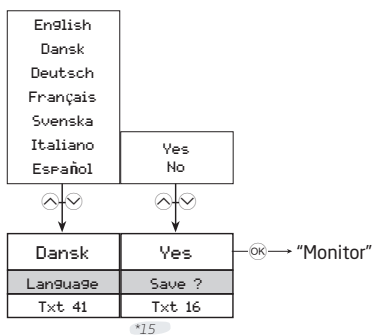 English
Dansk
Deutsch
Français
Svenska
Italiano
Español
Yes
No
Dansk
Yes
OK
"Monitor"
Language
Save ?
Txt 41
Txt 16
*15